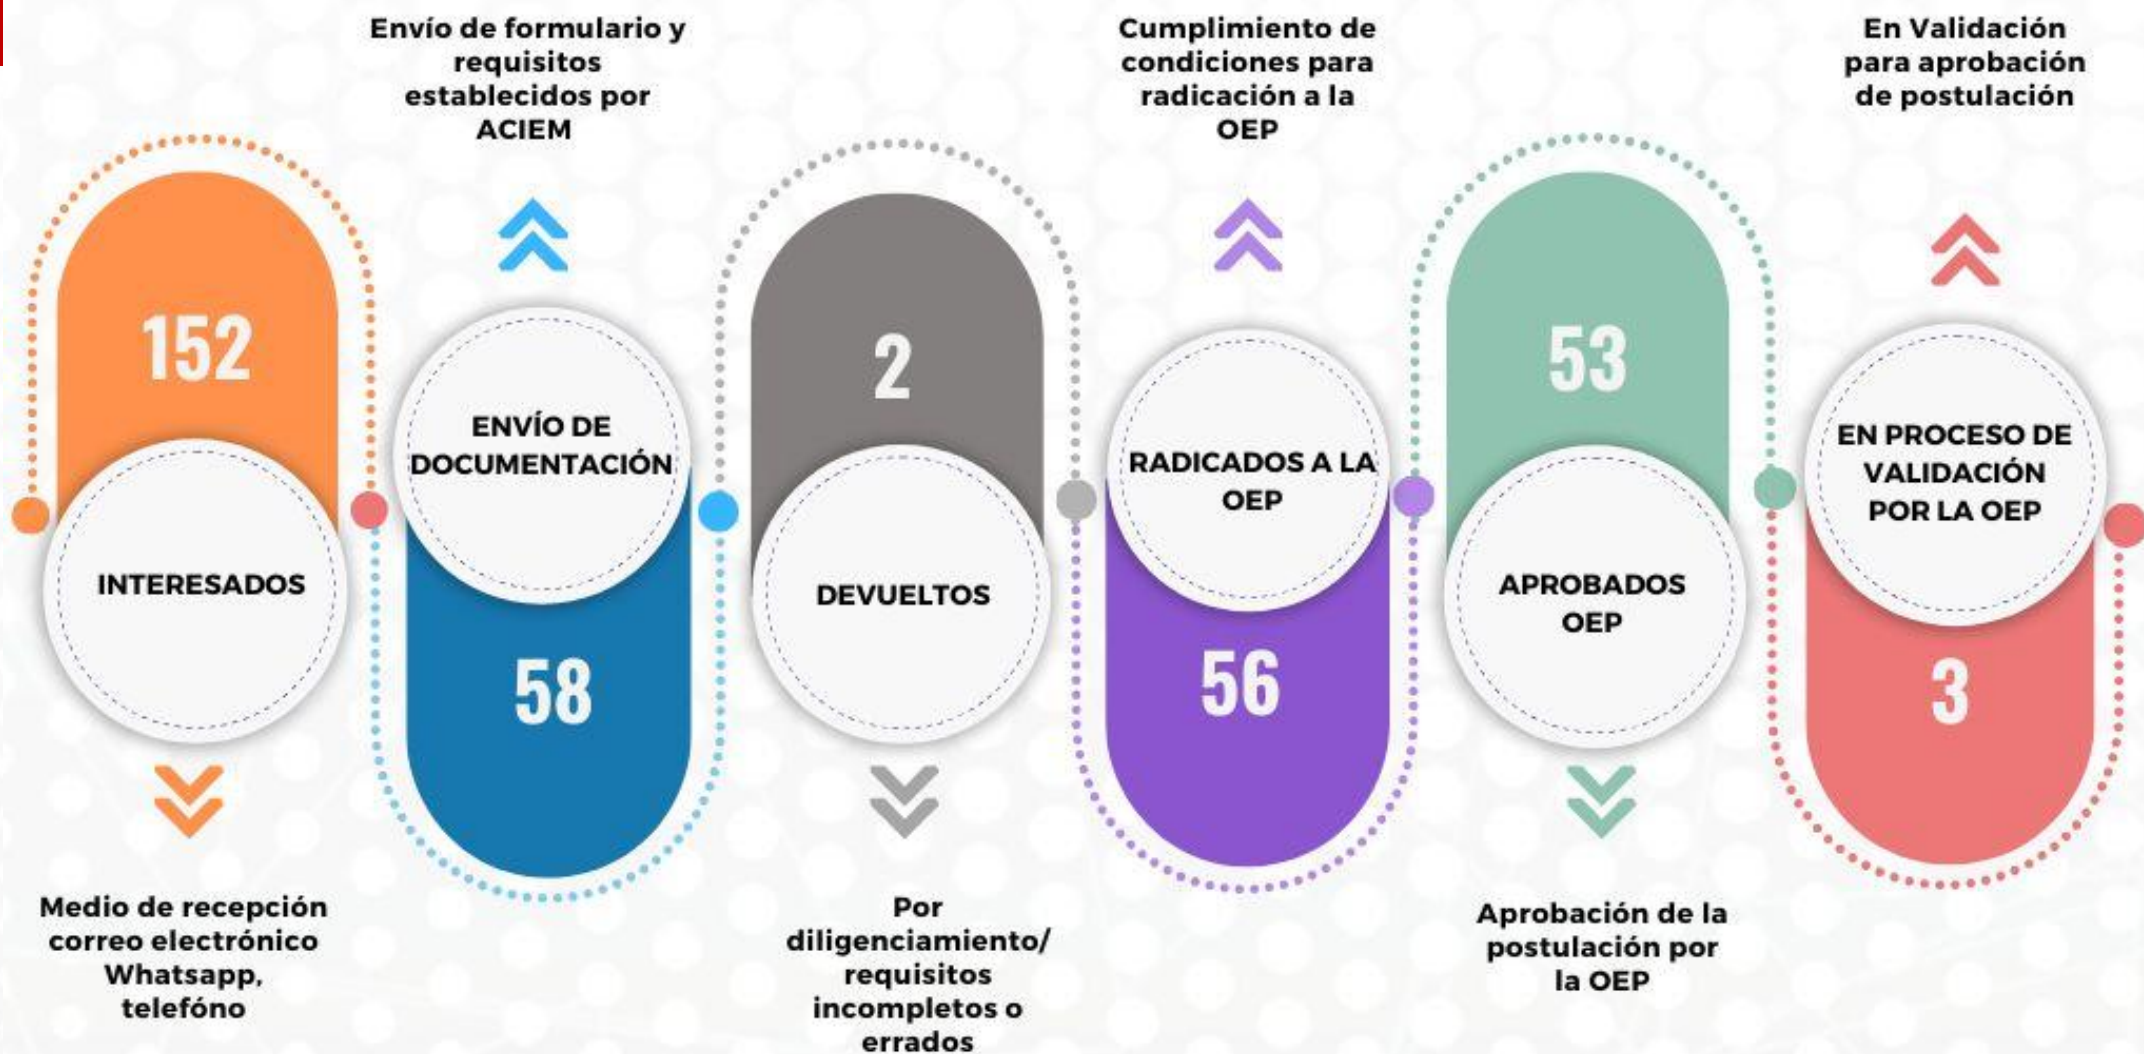 152
INTERESADOS
Medio de recepción
correo electrónico
Whatsapp,
telefóno
Envío de formulario y
requisitos
establecidos por
ACIEM
ENVÍO DE
DOCUMENTACIÓN
58
2
DEVUELTOS
Por
diligenciamiento/
requisitos
incompletos o
errados
Cumplimiento de
condiciones para
radicación a la
OEP
RADICADOS A LA
OEP
56
53
APROBADOS
OEP
Aprobación de la
postulación por
la OEP
En Validación
para aprobación
de postulación
EN PROCESO DE
VALIDACIÓN
POR LA OEP
3